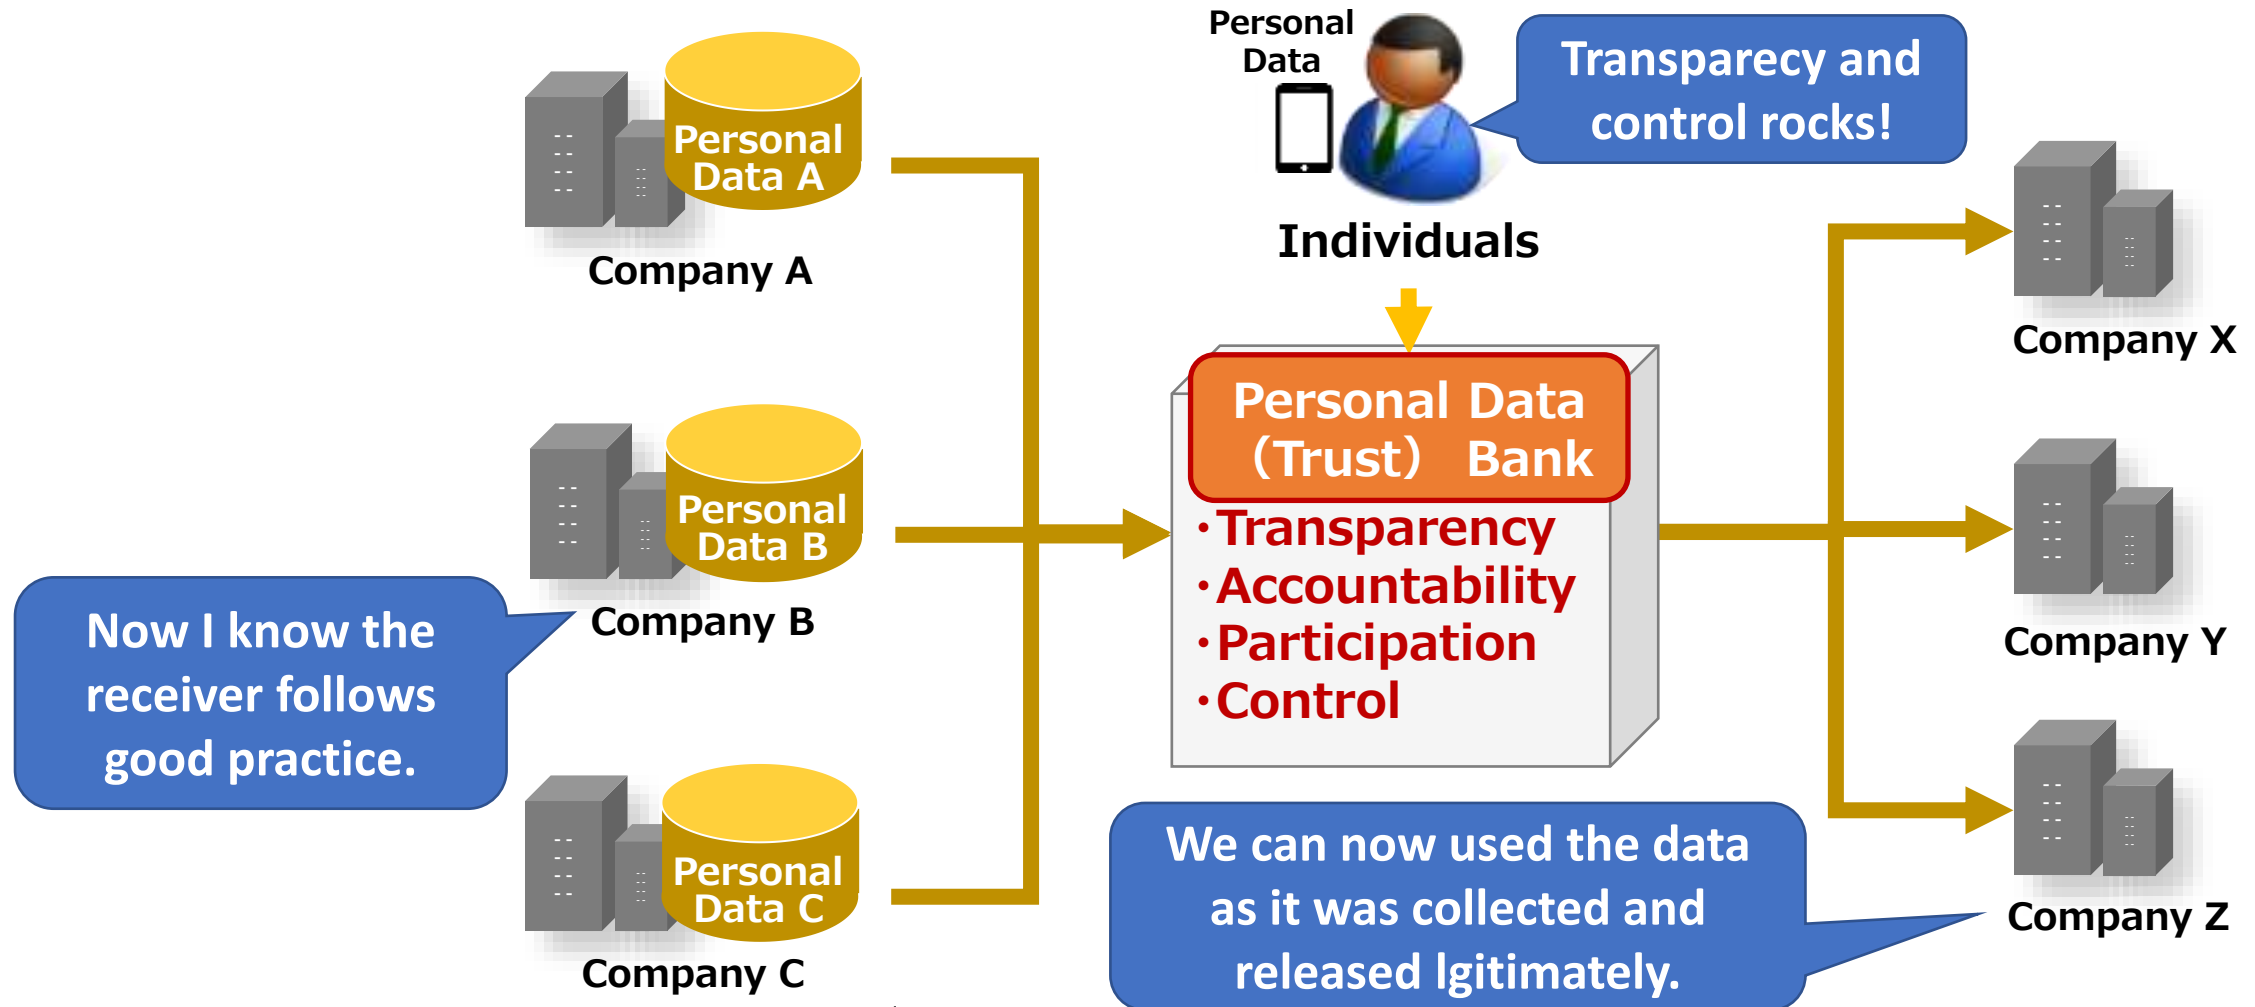 Personal
Data A
Company A
Personal
Data B
Company B
Now I know the
receiver follows
good practice.
Personal
Data C
Company C
Personal
Data
Transparecy and
control rocks!
Individuals
Personal Data
（Trust） Bank
・Transparency
・Accountability
・Participation
・Control
We can now used the data
as it was collected and
released lgitimately.
Company X
Company Y
Company Z